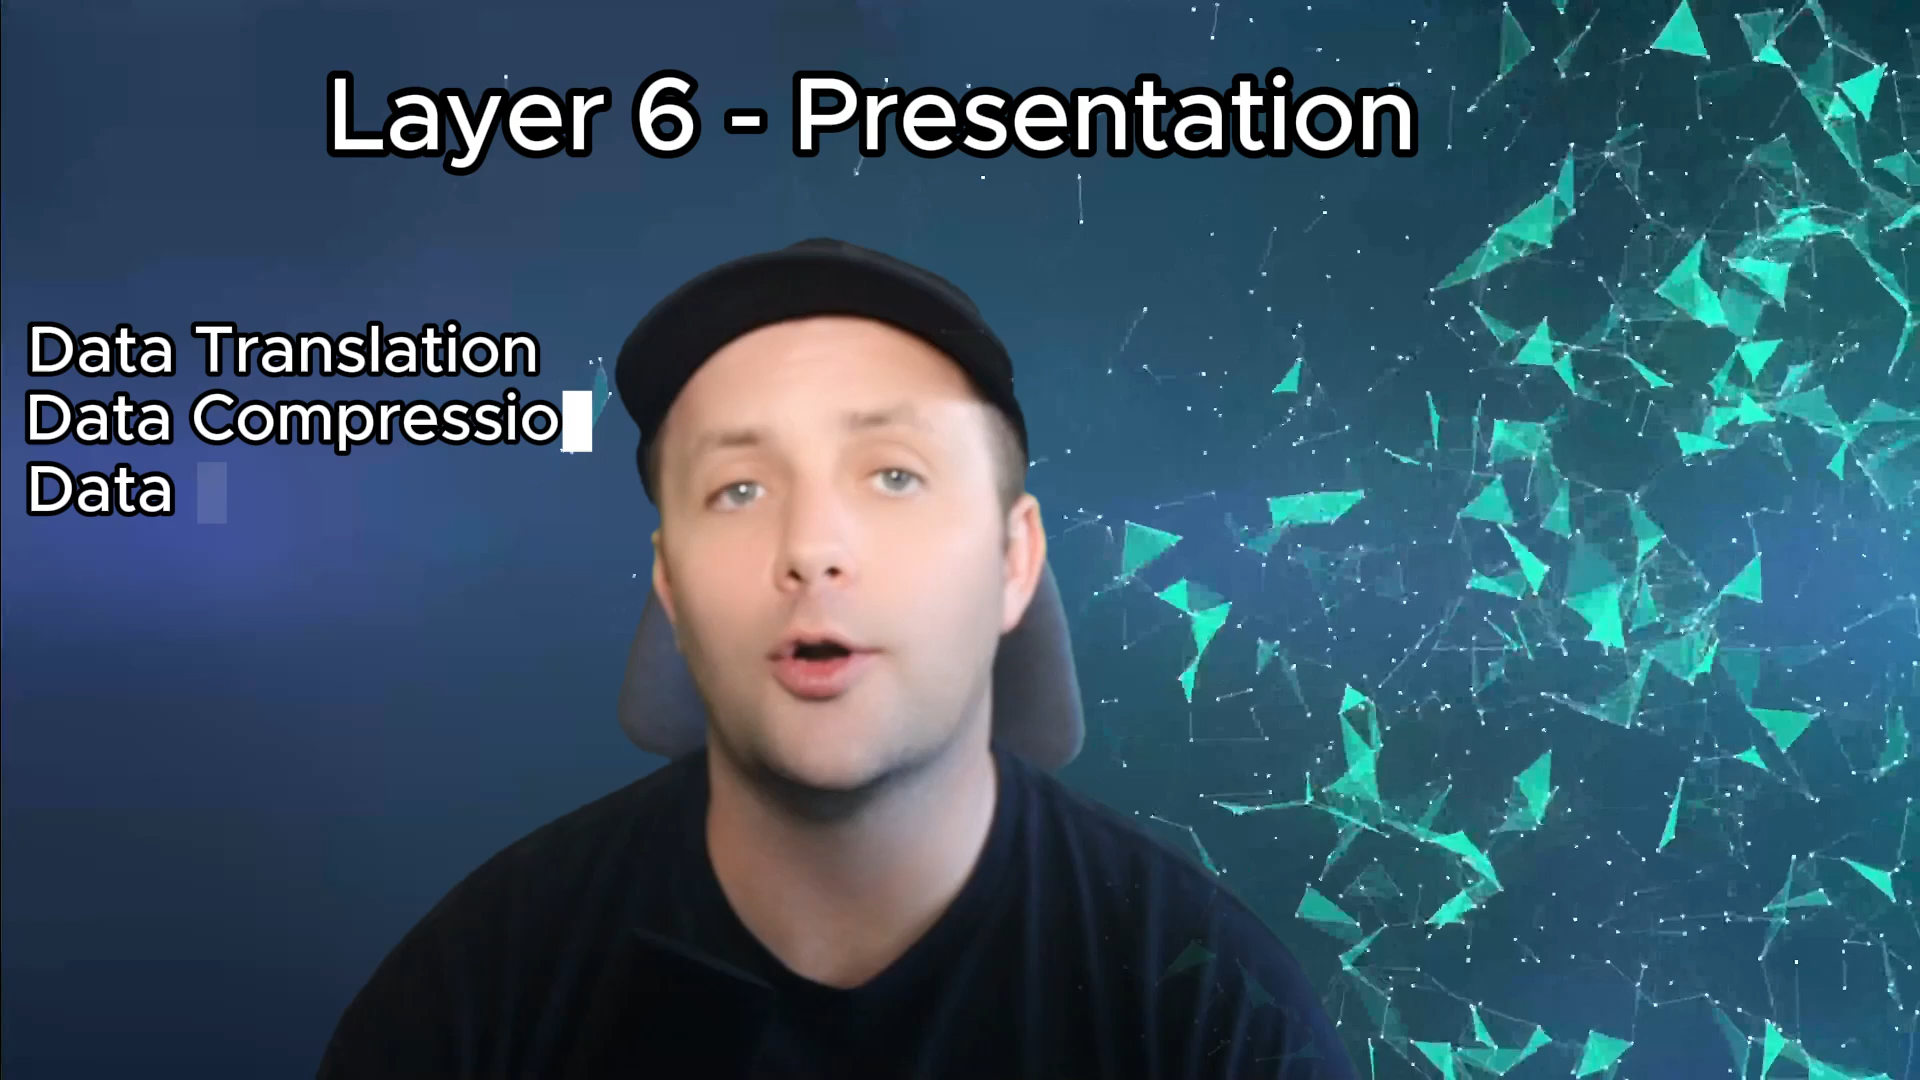 Layer 6 - Presentation
Data Translation
Data Compressio
Data